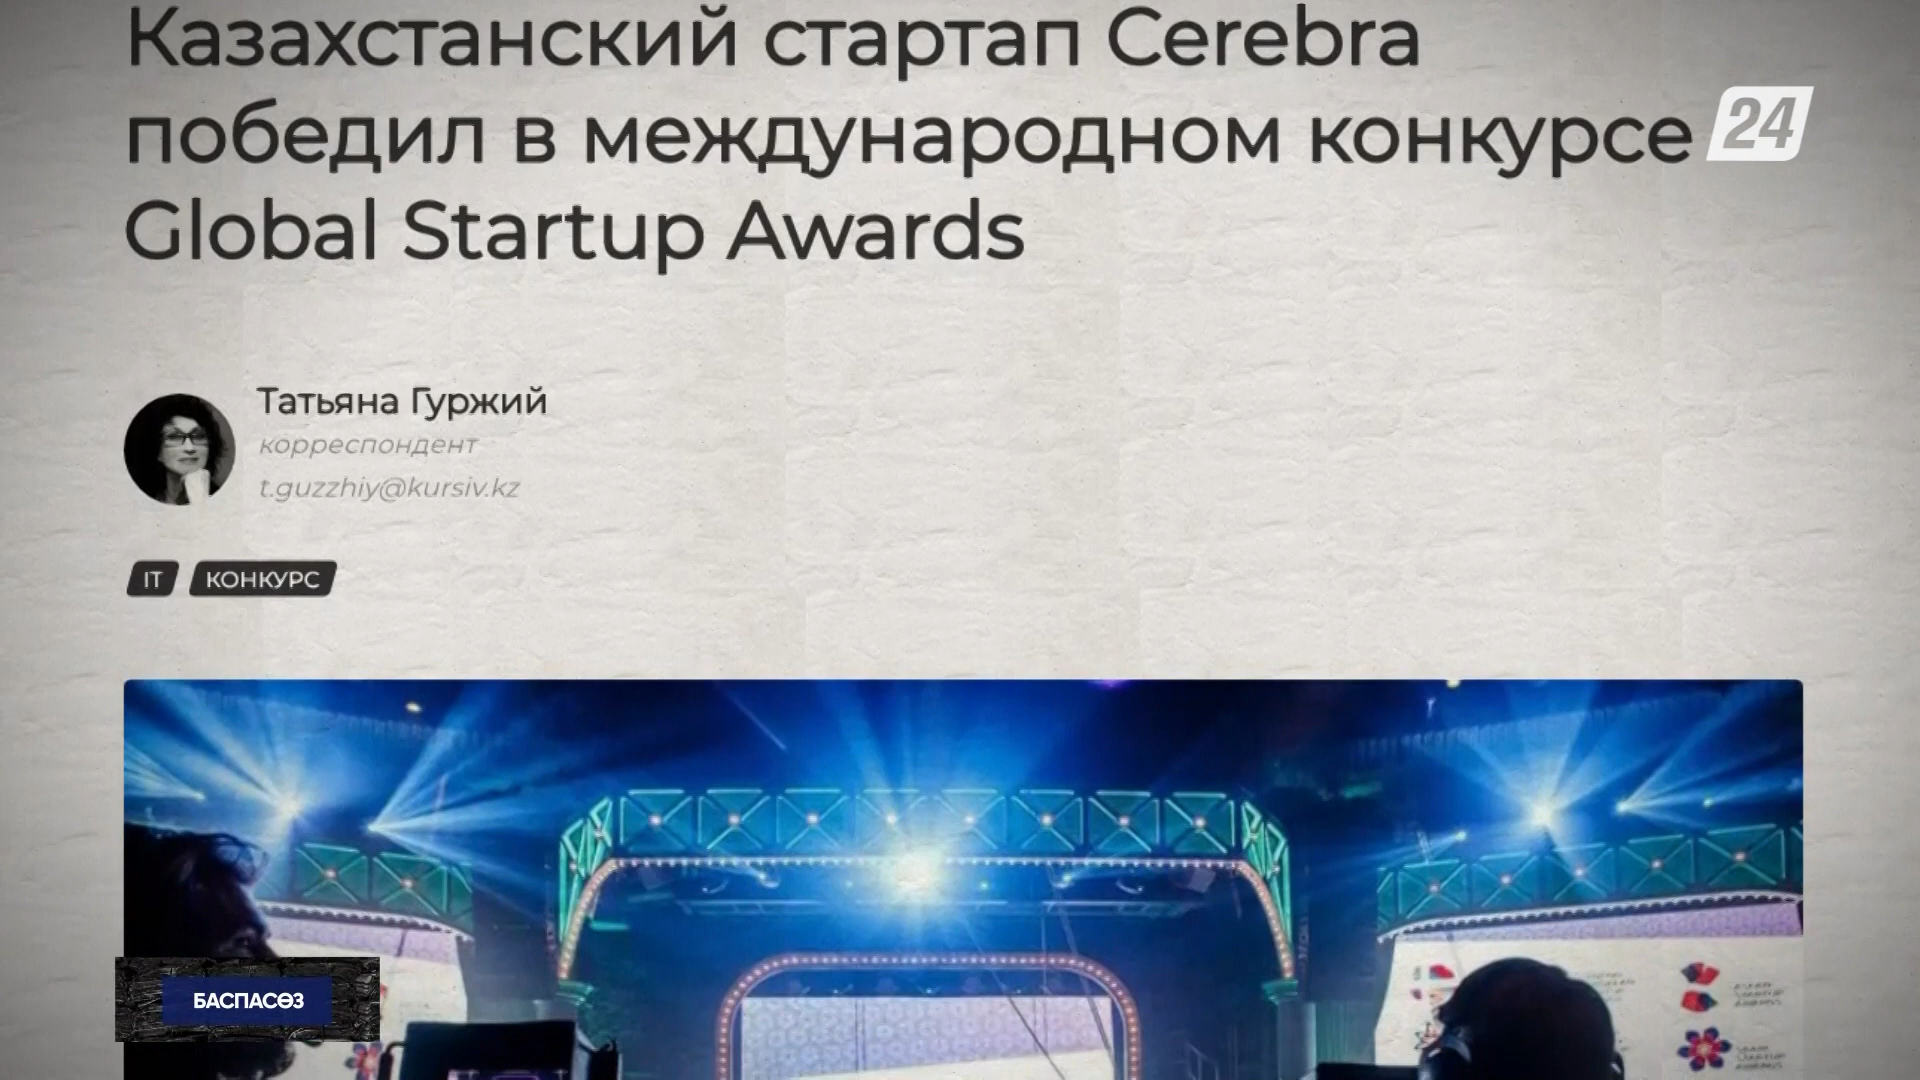 Казахстанский стартап Cerebra
победил в международном конкурсе
24
Global Startup Awards
Татьяна Гуржий
корреспондент
t.guzzhiy@kursiv.kz
IT
КОНКУРС
БАСПАСӨЗ